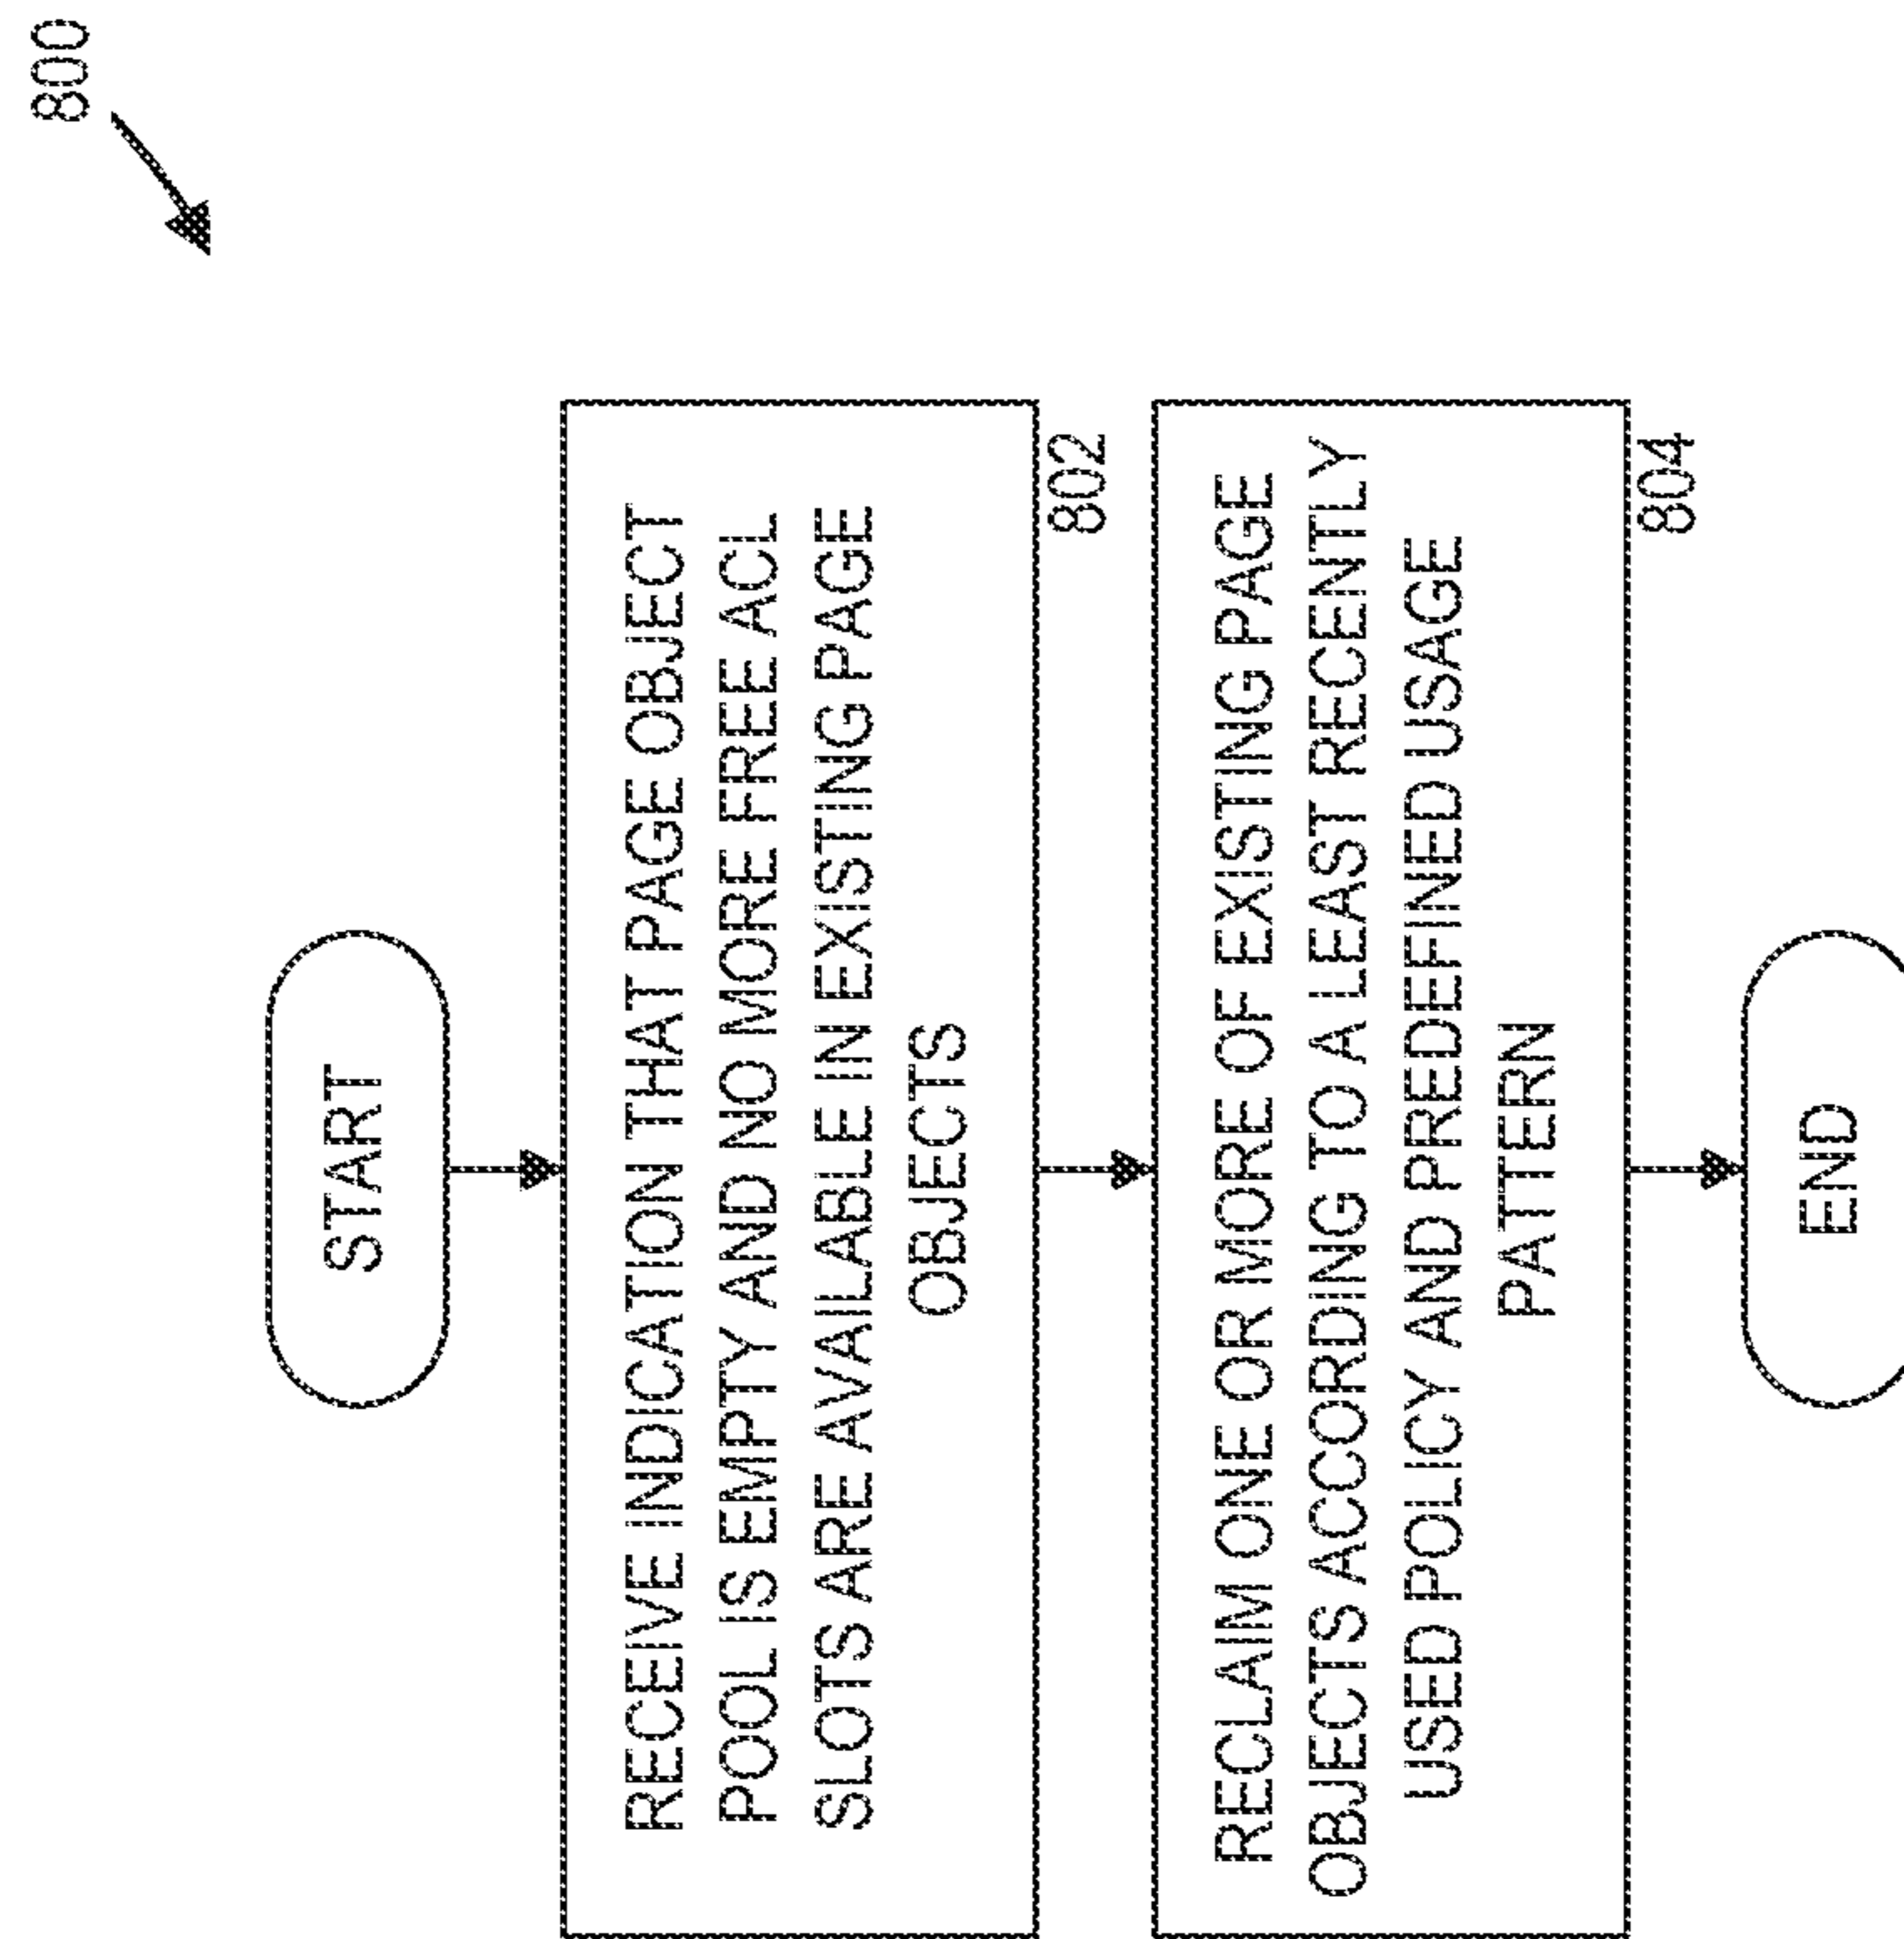 800
START
RECEIVE INDICATION THAT PAGE OBJECT
POOL IS EMPTY AND NO MORE FREE ACL
SLOTS ARE AVAILABLE IN EXISTING PAGE
OBJECTS
802
RECLAIM ONE OR MORE OF EXISTING PAGE
OBJECTS ACCORDING TO A LEAST RECENTLY
USED POLICY AND PREDEFINED USAGE
PATTERN
804
END